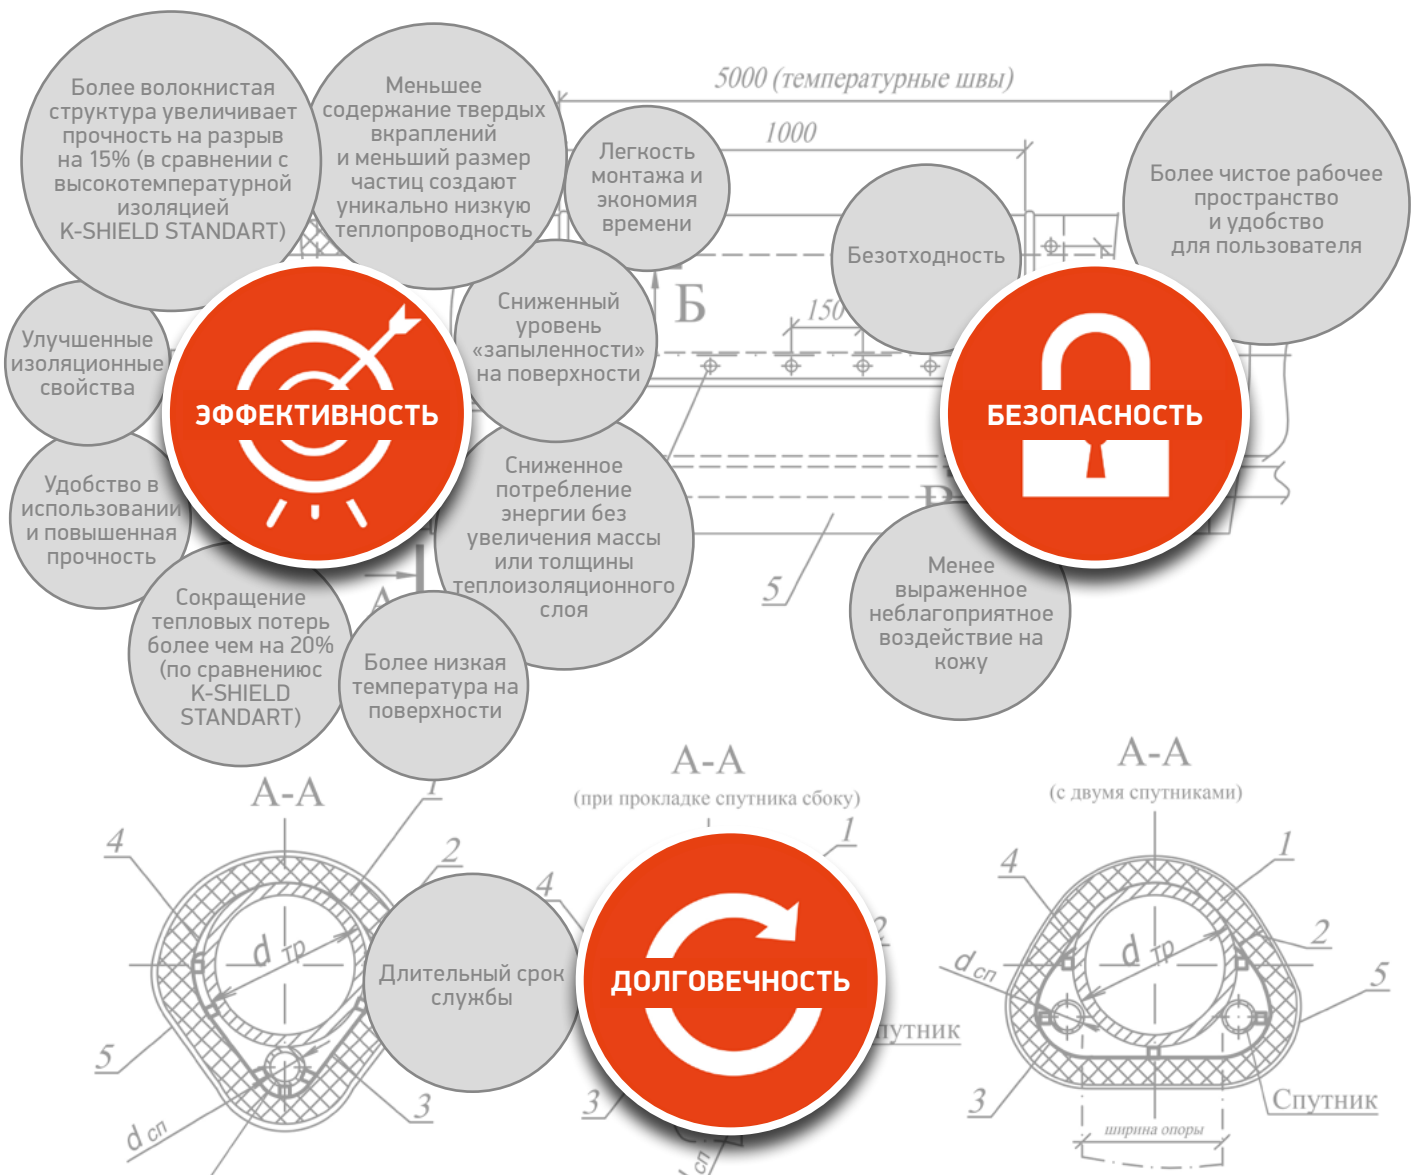 Более волокнистая
структура увеличивает
прочность на разрыв
на 15% (в сравнении с
высокотемпературной
изоляцией
K-SHIELD STANDART)
Меньшее
содержание твердых
вкраплений
и меньший размер
частиц создают
уникально низкую
теплопроводность
5000 (температурные швы)
1000
Легкость
монтажа и
экономия
времени
Безотходность
Более чистое рабочее
пространство
и удобство
для пользователя
Сниженный
уровень
«запыленности»
на поверхности
Б
150
Улучшенные
изоляционные
свойства
ЭФФЕКТИВНОСТЬ
БЕЗОПАСНОСТЬ
Удобство в
использовании
и повышенная
прочность
Сниженное
потребление
энергии без
увеличения массы
или толщины
теплоизоляционного
слоя
5
Менее
выраженное
неблагоприятное
воздействие на
кожу
Сокращение
тепловых потерь
более чем на 20%
(по сравнениюс
K-SHIELD
STANDART)
Более низкая
температура на
поверхности
А-А
1
4
2
d тр
5
3
d сп
А-А
(при прокладке спутника сбоку)
1
4
2
Длительный срок
службы
ДОЛГОВЕЧНОСТЬ
путник
3
d сп
А-А
(с двумя спутниками)
4
1
2
d сп
d тр
5
3
Спутник
ширина опоры